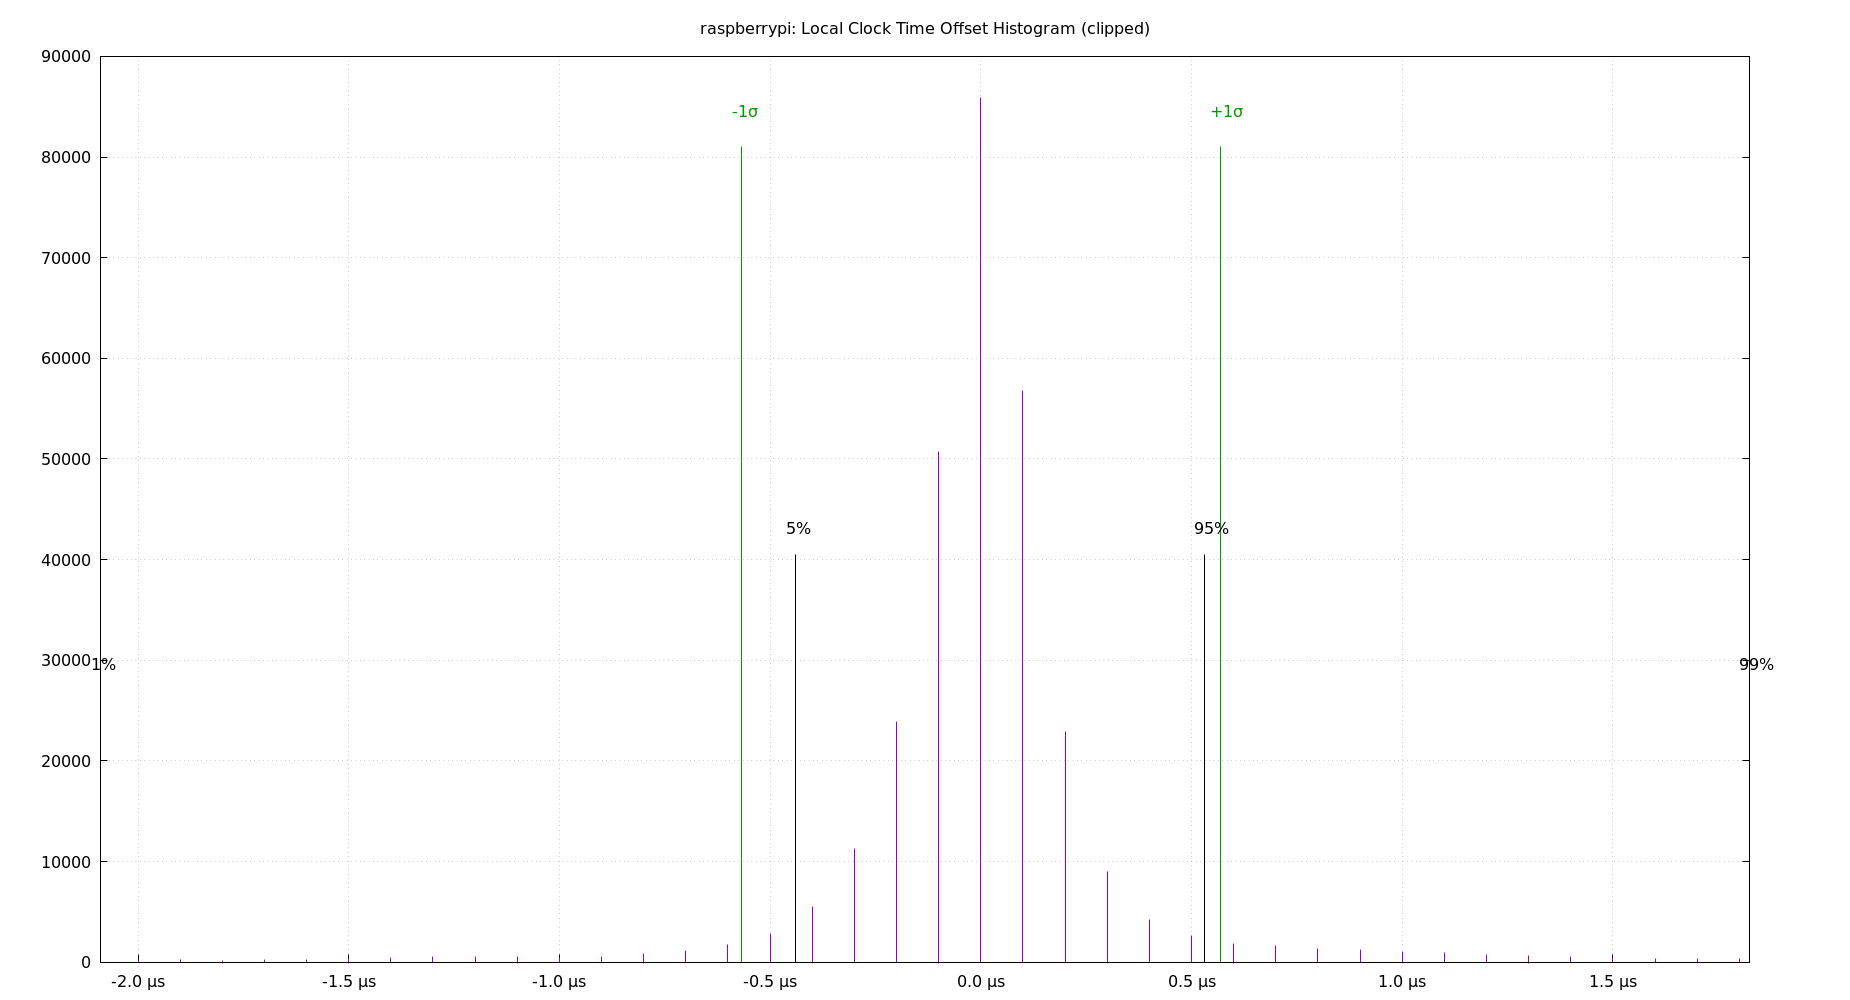 raspberrypi: Local Clock Time Offset Histogram (clipped)
90000
-1σ
+1σ
80000
70000
60000
50000
5%
95%
40000
30000
1%
99%
20000
10000
0
-2.0 µs
-1.5 µs
-1.0 µs
-0.5 µs
0.0 µs
0.5 µs
1.0 µs
1.5 µs